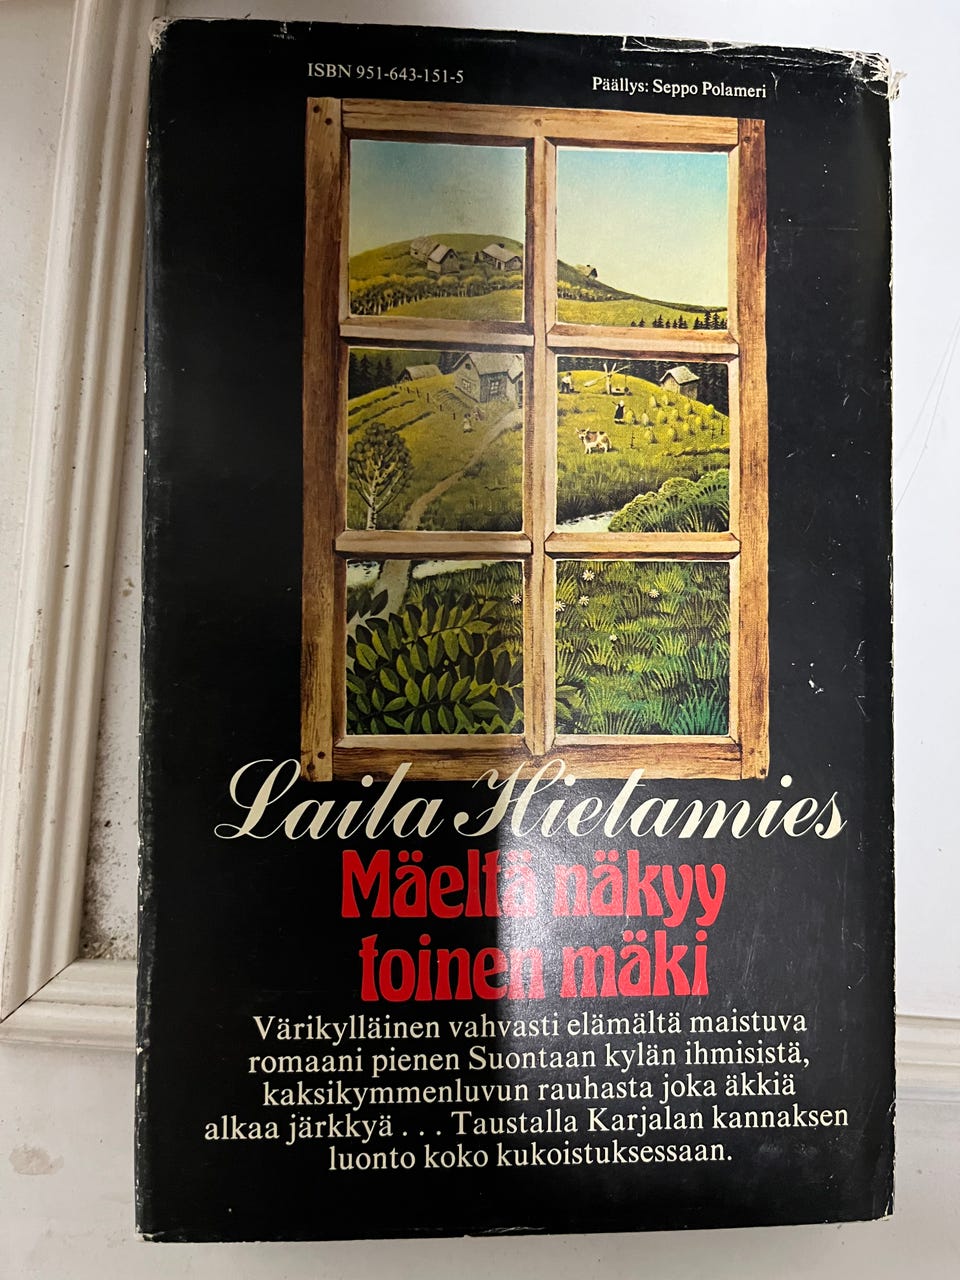 ISBN 951-643-151-5
Päällys: Seppo Polameri
Laila Hietamies
Mäeltä näkyy
toinen mäki
Värikylläinen vahvasti elämältä maistuva
romaani pienen Suontaan kylän ihmisistä,
kaksikymmenluvun rauhasta joka äkkiä
alkaa järkkyä . . . Taustalla Karjalan kannaksen
luonto koko kukoistuksessaan.